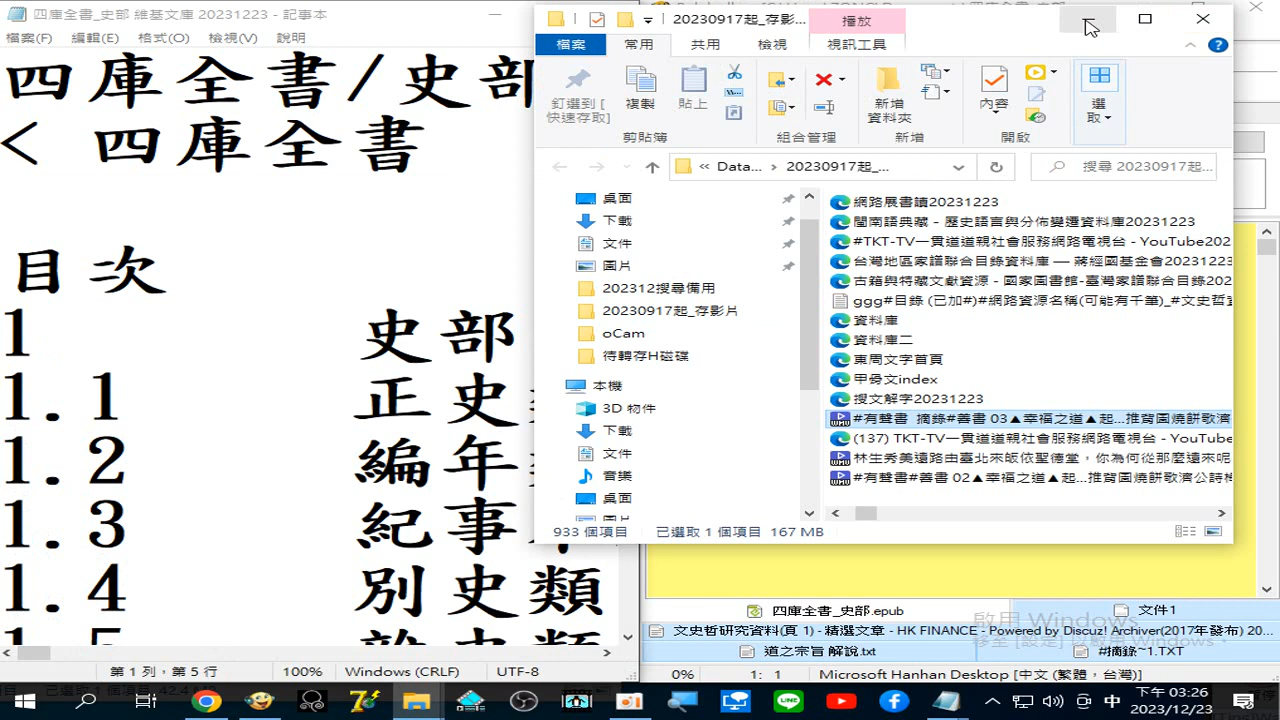 四庫全書_史部 維基文庫 20231223 - 記事本
檔案(F) 編輯(E) 格式(O) 檢視(V) 說明
四庫全書/史部
< 四庫全書
目次
1 史部
1.1 正史
1.2 編年
1.3 紀事
1.4 別史類
第 1 列，第 5 行 100% Windows (CRLF) UTF-8
20230917起_存影... 播放
檔案 常用 共用 檢視 視訊工具
釘選到 [快速存取] 複製 貼上 新增資料夾 內容 選取
剪貼簿 組合管理 新增 開啟
« Data... › 20230917起_... 搜尋 20230917起...
桌面
下載
文件
圖片
202312搜尋備用
20230917起_存影片
oCam
待轉存H磁碟
本機
3D 物件
下載
文件
音樂
桌面
圖片
網路展書讀20231223
閩南語典藏 - 歷史語言與分佈變遷資料庫20231223
#TKT-TV一貫道道親社會服務網路電視台 - YouTube202
台灣地區家譜聯合目錄資料庫 — 蔣經國基金會20231223
古籍與特藏文獻資源 - 國家圖書館-臺灣家譜聯合目錄202
ggg#目錄 (已加#)#網路資源名稱(可能有千筆)_#文史哲
資料庫
資料庫二
東周文字首頁
甲骨文index
搜文解字20231223
#有聲書 摘錄#善書 03▲幸福之道▲起...推背圖燒餅歌濟
(137) TKT-TV一貫道道親社會服務網路電視台 - YouTube
林生秀美遠路由臺北來皈依聖德堂，你為何從那麼遠來呢
#有聲書#善書 02▲幸福之道▲起...推背圖燒餅歌濟公詩
933 個項目 已選取 1 個項目 167 MB
四庫全書_史部.epub 文件1
啟用 Windows
移至 [設定] 以啟用 Windows。
文史哲研究資料(頁 1) - 精選文章 - HK FINANCE - Powered by Discuz! Archiver(2017年發布) 20...
道之宗旨 解說.txt #摘錄~1.TXT
0% 1: 1 Microsoft Hanhan Desktop [中文 (繁體，台灣)]
中 下午 03:26
2023/12/23